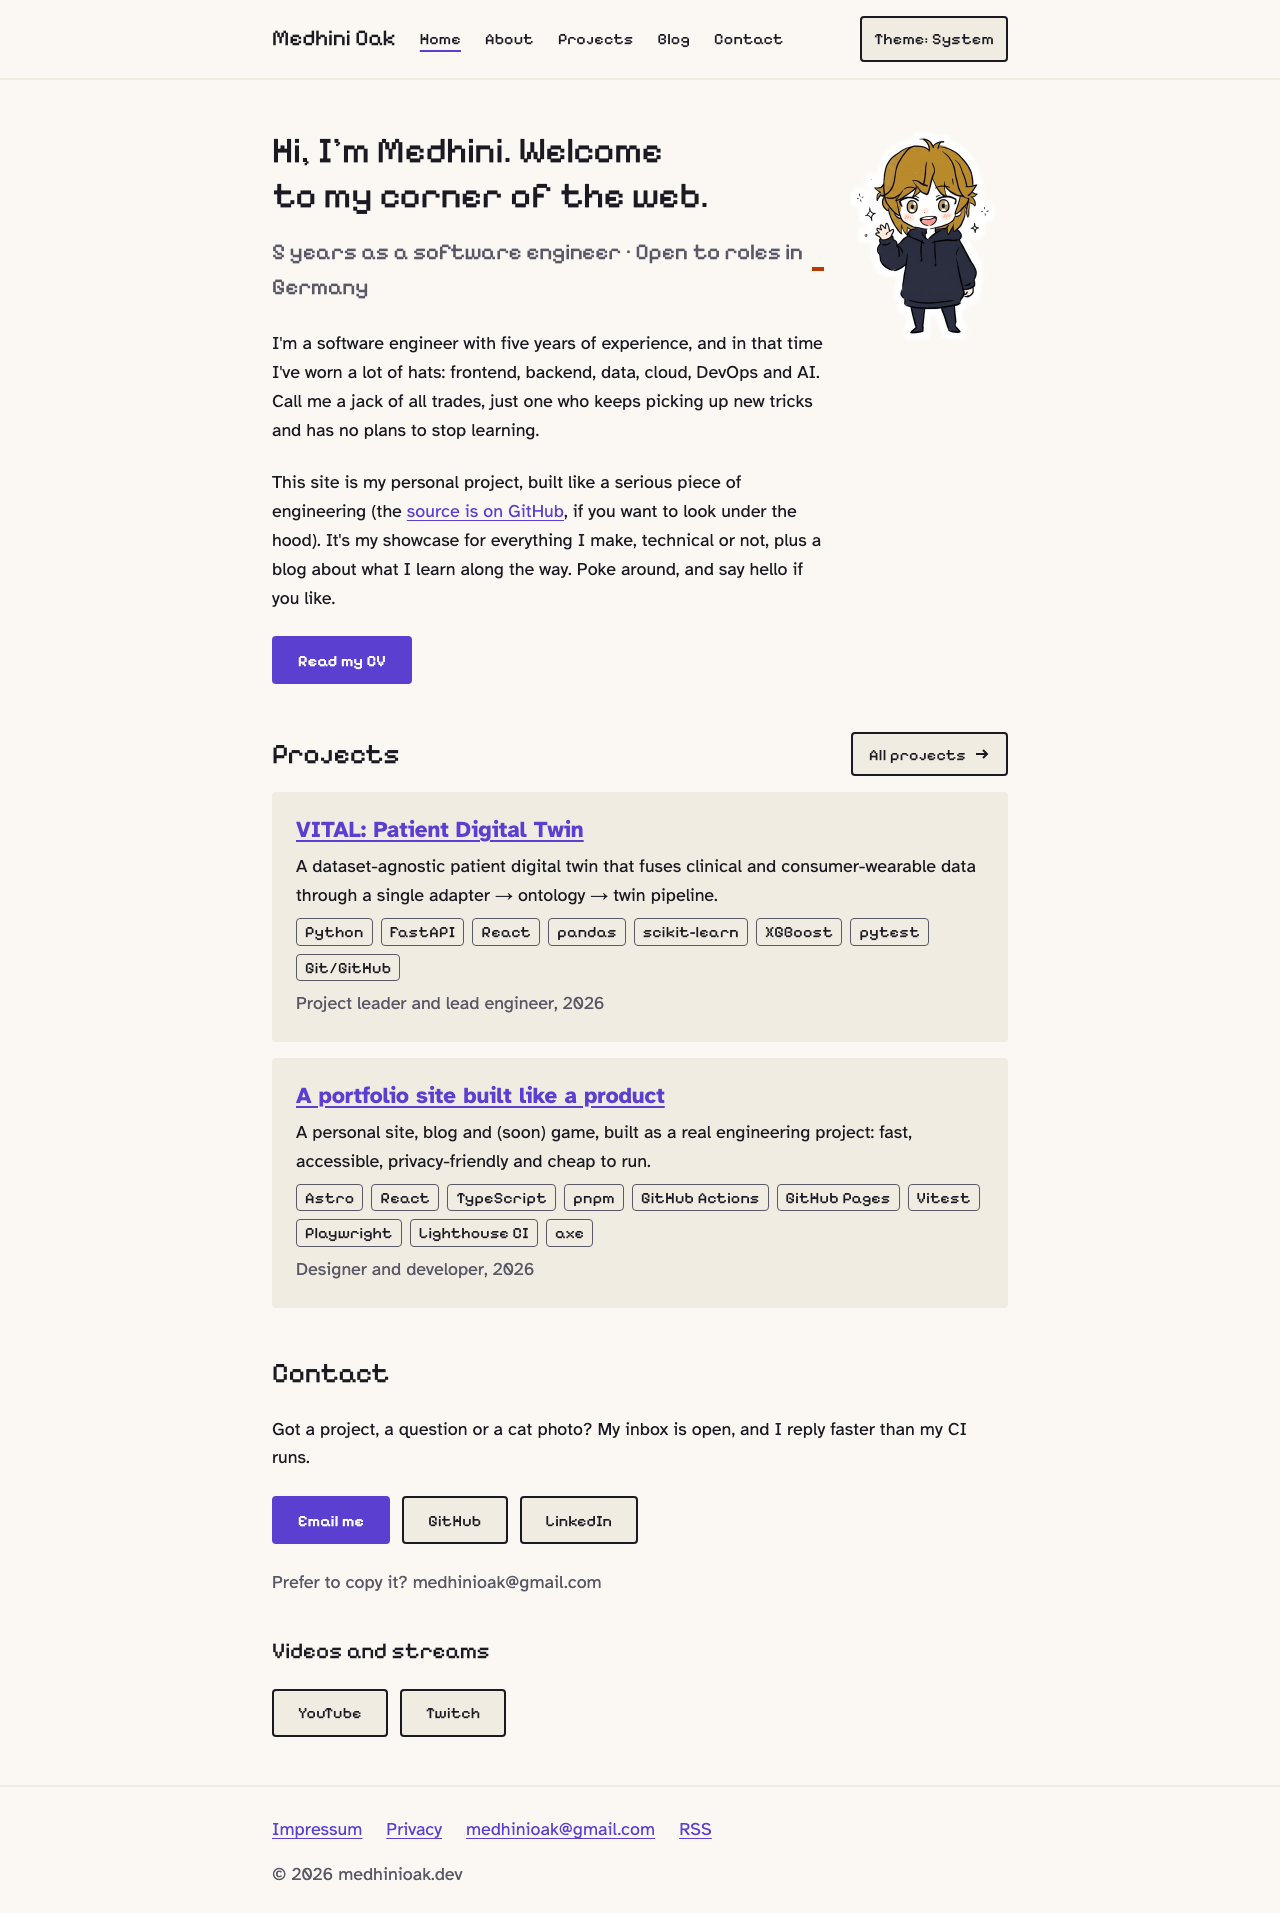 Medhini Oak Home About Projects Blog Contact Theme: System
Hi, I'm Medhini. Welcome
to my corner of the web.
5 years as a software engineer · Open to roles in
Germany
I'm a software engineer with five years of experience, and in that time
I've worn a lot of hats: frontend, backend, data, cloud, DevOps and AI.
Call me a jack of all trades, just one who keeps picking up new tricks
and has no plans to stop learning.
This site is my personal project, built like a serious piece of
engineering (the source is on GitHub, if you want to look under the
hood). It's my showcase for everything I make, technical or not, plus a
blog about what I learn along the way. Poke around, and say hello if
you like.
Read my CV
Projects
All projects →
VITAL: Patient Digital Twin
A dataset-agnostic patient digital twin that fuses clinical and consumer-wearable data
through a single adapter → ontology → twin pipeline.
Python FastAPI React pandas scikit-learn XGBoost pytest
Git/GitHub
Project leader and lead engineer, 2026
A portfolio site built like a product
A personal site, blog and (soon) game, built as a real engineering project: fast,
accessible, privacy-friendly and cheap to run.
Astro React TypeScript pnpm GitHub Actions GitHub Pages Vitest
Playwright Lighthouse CI axe
Designer and developer, 2026
Contact
Got a project, a question or a cat photo? My inbox is open, and I reply faster than my CI
runs.
Email me GitHub LinkedIn
Prefer to copy it? medhinioak@gmail.com
Videos and streams
YouTube Twitch
Impressum Privacy medhinioak@gmail.com RSS
© 2026 medhinioak.dev